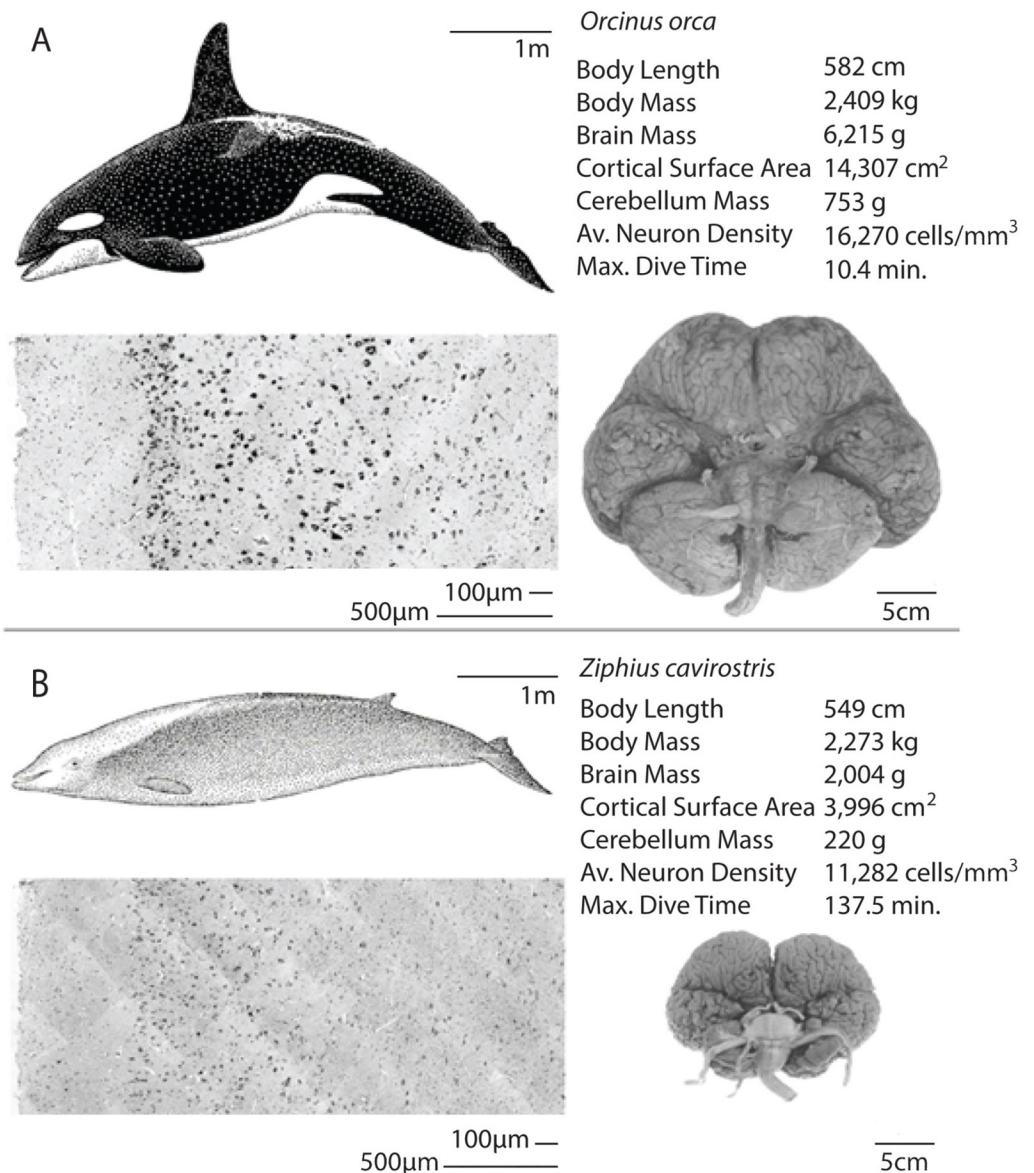 A
1m
Orcinus orca
Body Length 582 cm
Body Mass 2,409 kg
Brain Mass 6,215 g
Cortical Surface Area 14,307 cm²
Cerebellum Mass 753 g
Av. Neuron Density 16,270 cells/mm³
Max. Dive Time 10.4 min.
100µm
500µm
5cm
B
1m
Ziphius cavirostris
Body Length 549 cm
Body Mass 2,273 kg
Brain Mass 2,004 g
Cortical Surface Area 3,996 cm²
Cerebellum Mass 220 g
Av. Neuron Density 11,282 cells/mm³
Max. Dive Time 137.5 min.
100µm
500µm
5cm